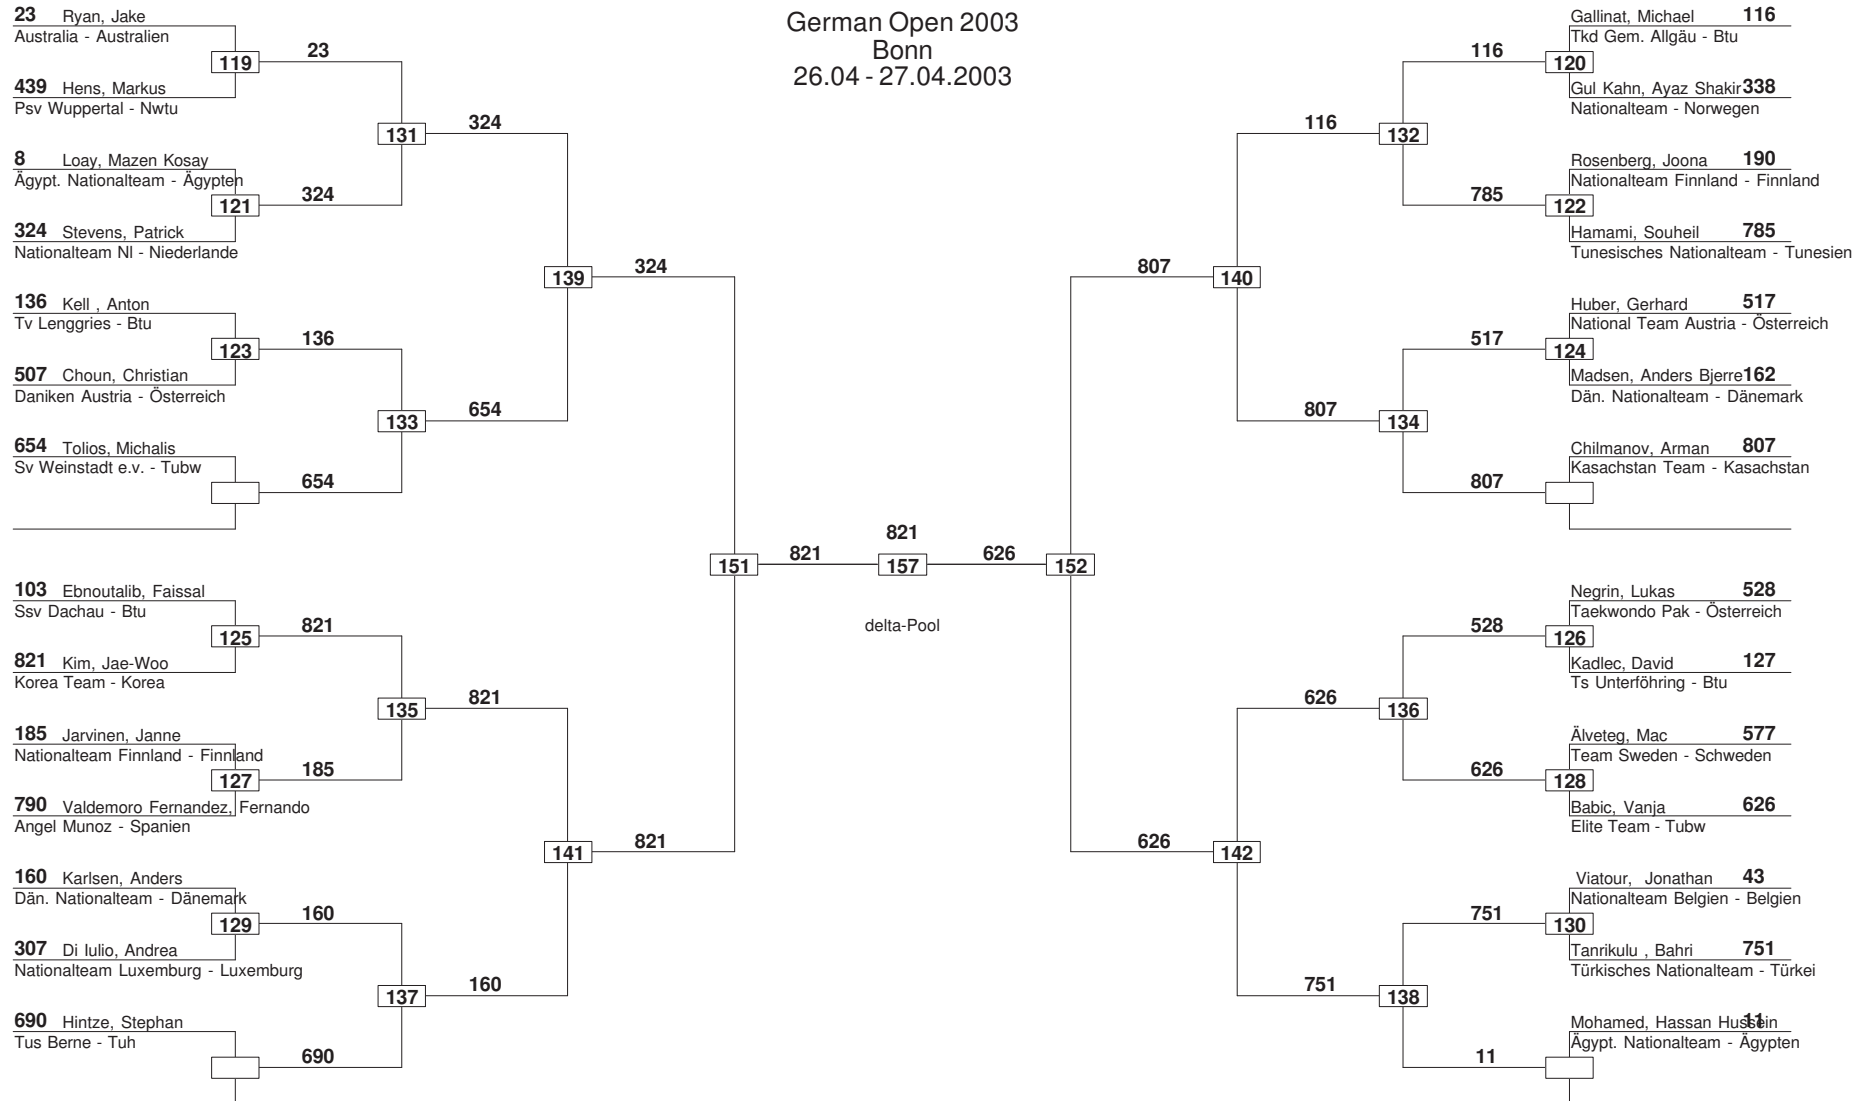 German Open 2003
Bonn
26.04 - 27.04.2003
23 Ryan, Jake
Australia - Australien
119
23
439 Hens, Markus
Psv Wuppertal - Nwtu
131
324
8 Loay, Mazen Kosay
Ägypt. Nationalteam - Ägypten
121
324
324 Stevens, Patrick
Nationalteam Nl - Niederlande
139
324
136 Kell , Anton
Tv Lenggries - Btu
123
136
507 Choun, Christian
Daniken Austria - Österreich
133
654
654 Tolios, Michalis
Sv Weinstadt e.v. - Tubw
654
151
821
821
157
626
152
delta-Pool
103 Ebnoutalib, Faissal
Ssv Dachau - Btu
125
821
821 Kim, Jae-Woo
Korea Team - Korea
135
821
185 Jarvinen, Janne
Nationalteam Finnland - Finnland
127
185
790 Valdemoro Fernandez, Fernando
Angel Munoz - Spanien
141
821
160 Karlsen, Anders
Dän. Nationalteam - Dänemark
129
160
307 Di Iulio, Andrea
Nationalteam Luxemburg - Luxemburg
137
160
690 Hintze, Stephan
Tus Berne - Tuh
690
Gallinat, Michael 116
Tkd Gem. Allgäu - Btu
116
120
Gul Kahn, Ayaz Shakir 338
Nationalteam - Norwegen
116
132
Rosenberg, Joona 190
Nationalteam Finnland - Finnland
785
122
Hamami, Souheil 785
Tunesisches Nationalteam - Tunesien
807
140
Huber, Gerhard 517
National Team Austria - Österreich
517
124
Madsen, Anders Bjerre 162
Dän. Nationalteam - Dänemark
807
134
Chilmanov, Arman 807
Kasachstan Team - Kasachstan
807
Negrin, Lukas 528
Taekwondo Pak - Österreich
528
126
Kadlec, David 127
Ts Unterföhring - Btu
626
136
Älveteg, Mac 577
Team Sweden - Schweden
626
128
Babic, Vanja 626
Elite Team - Tubw
626
142
Viatour, Jonathan 43
Nationalteam Belgien - Belgien
751
130
Tanrikulu , Bahri 751
Türkisches Nationalteam - Türkei
751
138
Mohamed, Hassan Hussein 11
Ägypt. Nationalteam - Ägypten
11